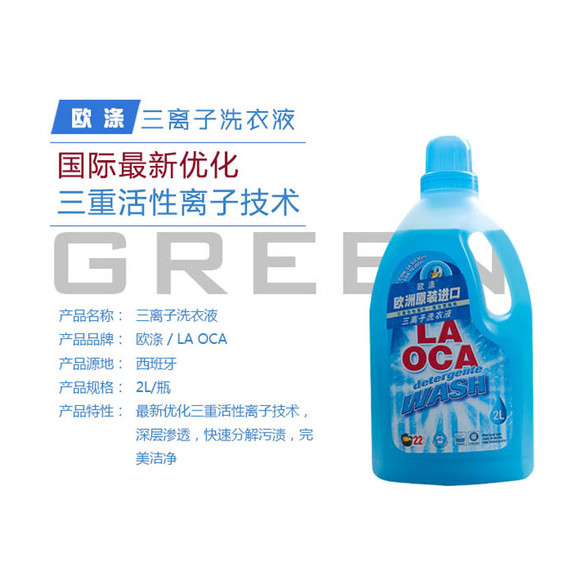 欧涤 三离子洗衣液
国际最新优化
三重活性离子技术
GREEN
产品名称： 三离子洗衣液
产品品牌： 欧涤 / LA OCA
产品源地： 西班牙
产品规格： 2L/瓶
产品特性： 最新优化三重活性离子技术，
深层渗透，快速分解污渍，完
美洁净
欧涤
欧洲原装进口
三离子洗衣液
LA
OCA
detergente
WASH
2L
22